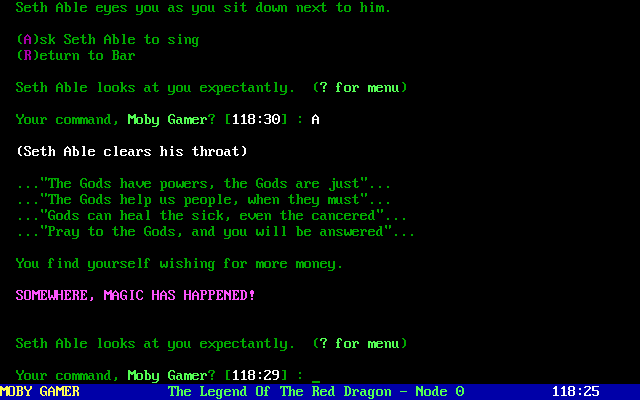 Seth Able eyes you as you sit down next to him.
(A)sk Seth Able to sing
(R)eturn to Bar
Seth Able looks at you expectantly.  (? for menu)
Your command, Moby Gamer? [118:30] : A
(Seth Able clears his throat)
..."The Gods have powers, the Gods are just"...
..."The Gods help us people, when they must"...
..."Gods can heal the sick, even the cancered"...
..."Pray to the Gods, and you will be answered"...
You find yourself wishing for more money.
SOMEWHERE, MAGIC HAS HAPPENED!
Seth Able looks at you expectantly.  (? for menu)
Your command, Moby Gamer? [118:29] : _
MOBY GAMER The Legend Of The Red Dragon - Node 0 118:25